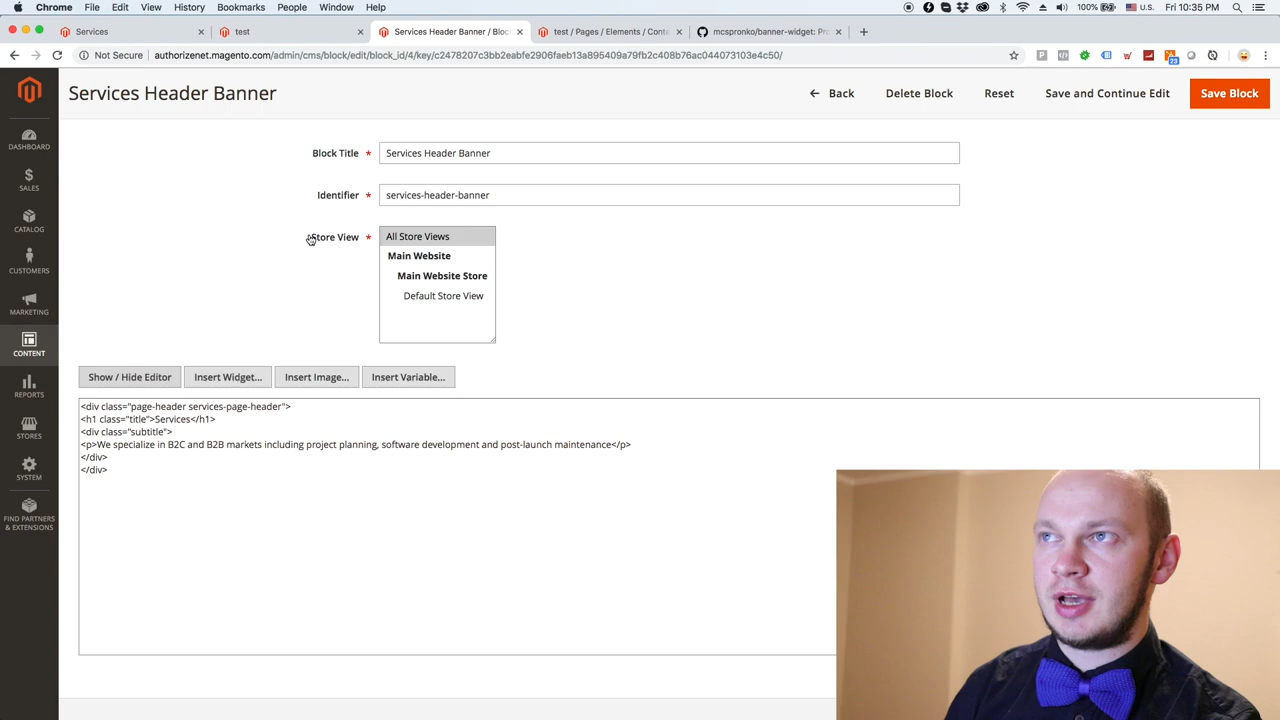 Chrome File Edit View History Bookmarks People Window Help 100% U.S. Fri 10:35 PM
Services
test
Services Header Banner / Bloc
test / Pages / Elements / Conte
mcspronko/banner-widget: Pro
Not Secure authorizenet.magento.com/admin/cms/block/edit/block_id/4/key/c2478207c3bb2eabfe2906faeb13a895409a79fb2c408b76ac044073103e4c50/
23
Services Header Banner
Back
Delete Block
Reset
Save and Continue Edit
Save Block
DASHBOARD
SALES
CATALOG
CUSTOMERS
MARKETING
CONTENT
REPORTS
STORES
SYSTEM
FIND PARTNERS
& EXTENSIONS
Block Title * Services Header Banner
Identifier * services-header-banner
Store View * All Store Views
Main Website
Main Website Store
Default Store View
Show / Hide Editor Insert Widget... Insert Image... Insert Variable...
<div class="page-header services-page-header">
<h1 class="title">Services</h1>
<div class="subtitle">
<p>We specialize in B2C and B2B markets including project planning, software development and post-launch maintenance</p>
</div>
</div>